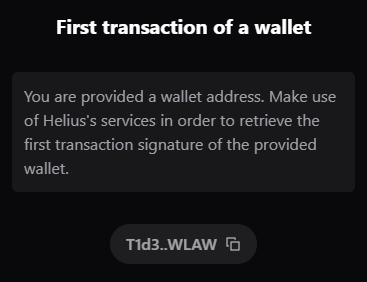 First transaction of a wallet
You are provided a wallet address. Make use
of Helius's services in order to retrieve the
first transaction signature of the provided
wallet.
T1d3..WLAW